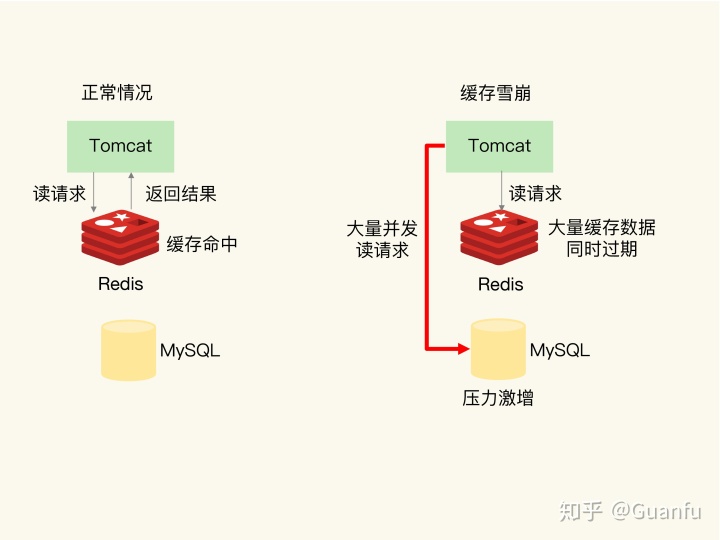 正常情况
Tomcat
读请求
返回结果
缓存命中
Redis
MySQL
缓存雪崩
Tomcat
读请求
大量并发
读请求
大量缓存数据
同时过期
Redis
MySQL
压力激增
知乎 @Guanfu